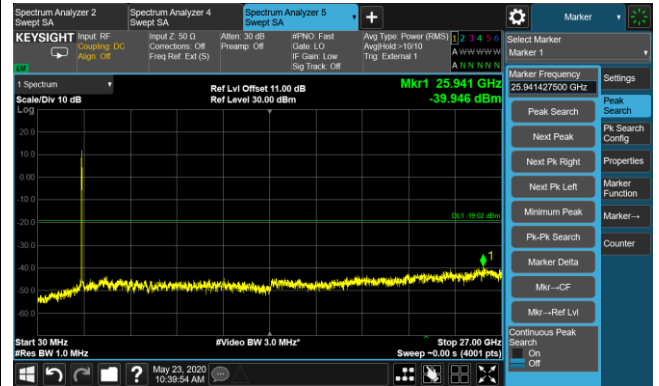 Spectrum Analyzer 2
Swept SA
Spectrum Analyzer 4
Swept SA
Spectrum Analyzer 5
Swept SA
Marker
KEYSIGHT
Input: RF
Coupling: DC
Align: Off
Input Z: 50 Ω
Corrections: Off
Freq Ref: Ext (S)
Atten: 30 dB
Preamp: Off
#PNO: Fast
Gate: LO
IF Gain: Low
Sig Track: Off
Avg Type: Power (RMS)
Avg|Hold:>10/10
Trig: External 1
1 2 3 4 5 6
A W W W W W
A N N N N N
LXI
Select Marker
Marker 1
1 Spectrum
Scale/Div 10 dB
Log
Ref Lvl Offset 11.00 dB
Ref Level 30.00 dBm
Mkr1 25.941 GHz
-39.946 dBm
20.0
10.0
0.00
-10.0
-20.0
-30.0
-40.0
-50.0
-60.0
DL1 -19.02 dBm
1
Start 30 MHz
#Res BW 1.0 MHz
#Video BW 3.0 MHz*
Stop 27.00 GHz
Sweep ~0.00 s (4001 pts)
Marker Frequency
25.941427500 GHz
Peak Search
Next Peak
Next Pk Right
Next Pk Left
Minimum Peak
Pk-Pk Search
Marker Delta
Mkr→CF
Mkr→Ref Lvl
Continuous Peak
Search
On
Off
Settings
Peak
Search
Pk Search
Config
Properties
Marker
Function
Marker→
Counter
?
May 23, 2020
10:39:54 AM